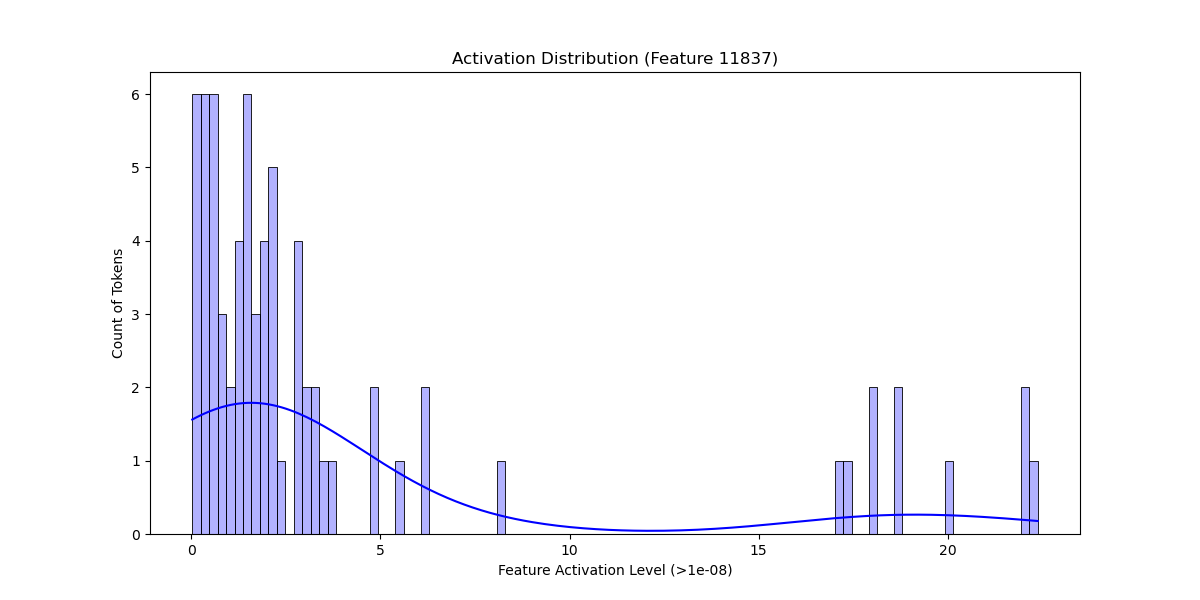 Activation Distribution (Feature 11837)
Count of Tokens
6
5
4
3
2
1
0
0 5 10 15 20
Feature Activation Level (>1e-08)